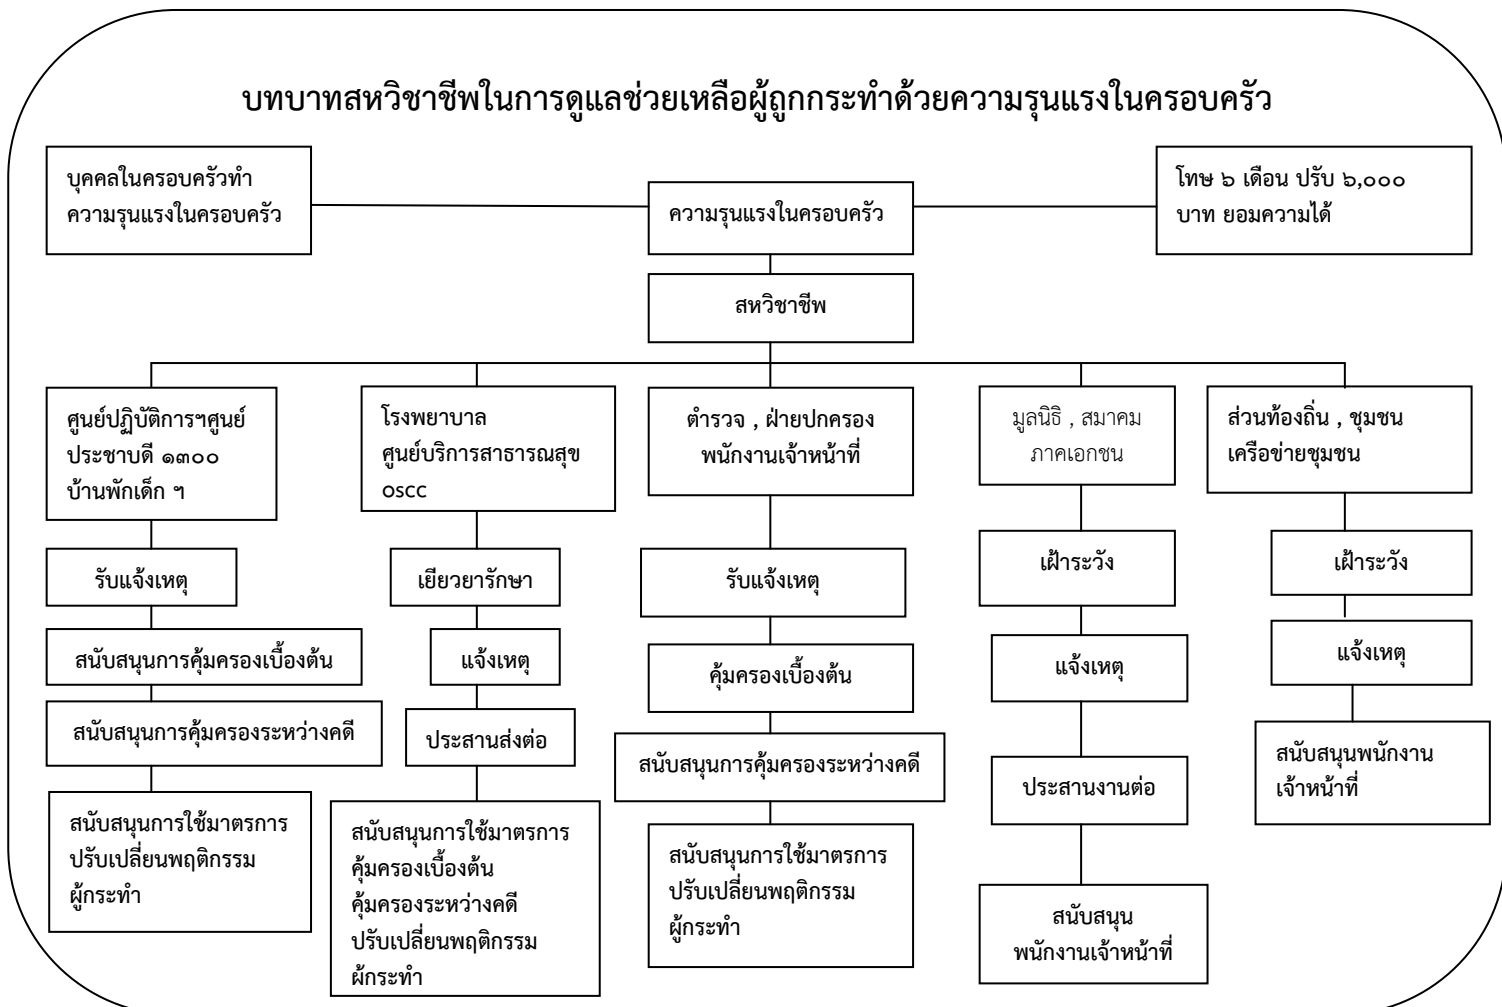 บทบาทสหวิชาชีพในการดูแลช่วยเหลือผู้ถูกกระทำด้วยความรุนแรงในครอบครัว
บุคคลในครอบครัวทำ
ความรุนแรงในครอบครัว
ความรุนแรงในครอบครัว
โทษ ๖ เดือน ปรับ ๖,๐๐๐
บาท ยอมความได้
สหวิชาชีพ
ศูนย์ปฏิบัติการฯศูนย์
ประชาบดี ๑๓๐๐
บ้านพักเด็ก ฯ
รับแจ้งเหตุ
สนับสนุนการคุ้มครองเบื้องต้น
สนับสนุนการคุ้มครองระหว่างคดี
สนับสนุนการใช้มาตรการ
ปรับเปลี่ยนพฤติกรรม
ผู้กระทำ
โรงพยาบาล
ศูนย์บริการสาธารณสุข
oscc
เยียวยารักษา
แจ้งเหตุ
ประสานส่งต่อ
สนับสนุนการใช้มาตรการ
คุ้มครองเบื้องต้น
คุ้มครองระหว่างคดี
ปรับเปลี่ยนพฤติกรรม
ผู้กระทำ
ตำรวจ , ฝ่ายปกครอง
พนักงานเจ้าหน้าที่
รับแจ้งเหตุ
คุ้มครองเบื้องต้น
สนับสนุนการคุ้มครองระหว่างคดี
สนับสนุนการใช้มาตรการ
ปรับเปลี่ยนพฤติกรรม
ผู้กระทำ
มูลนิธิ , สมาคม
ภาคเอกชน
เฝ้าระวัง
แจ้งเหตุ
ประสานงานต่อ
สนับสนุน
พนักงานเจ้าหน้าที่
ส่วนท้องถิ่น , ชุมชน
เครือข่ายชุมชน
เฝ้าระวัง
แจ้งเหตุ
สนับสนุนพนักงาน
เจ้าหน้าที่